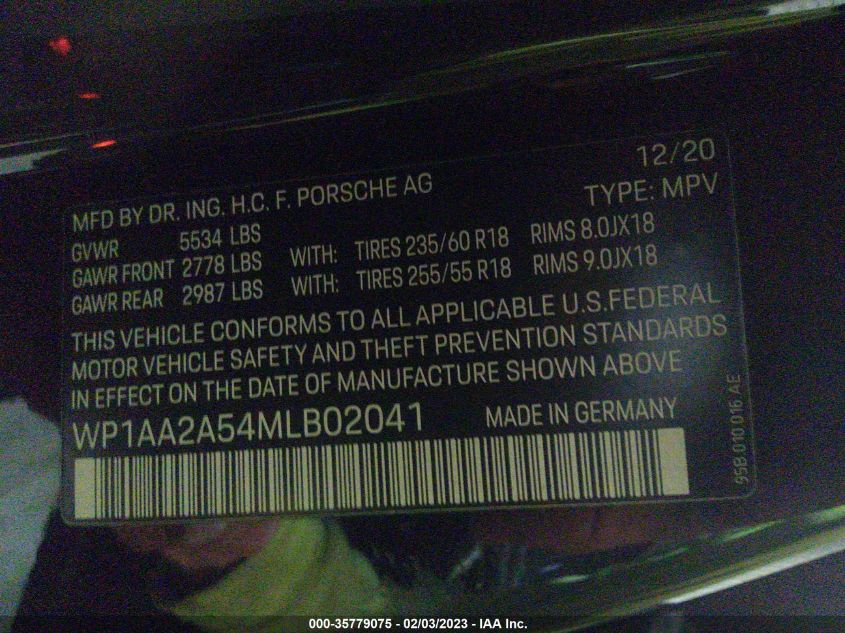 12/20
MFD BY DR. ING. H.C. F. PORSCHE AG TYPE: MPV
GVWR 5534 LBS
GAWR FRONT 2778 LBS WITH: TIRES 235/60 R18 RIMS 8.0JX18
GAWR REAR 2987 LBS WITH: TIRES 255/55 R18 RIMS 9.0JX18
THIS VEHICLE CONFORMS TO ALL APPLICABLE U.S.FEDERAL
MOTOR VEHICLE SAFETY AND THEFT PREVENTION STANDARDS
IN EFFECT ON THE DATE OF MANUFACTURE SHOWN ABOVE
WP1AA2A54MLB02041 MADE IN GERMANY
958 010 016 AE
000-35779075 - 02/03/2023 - IAA Inc.